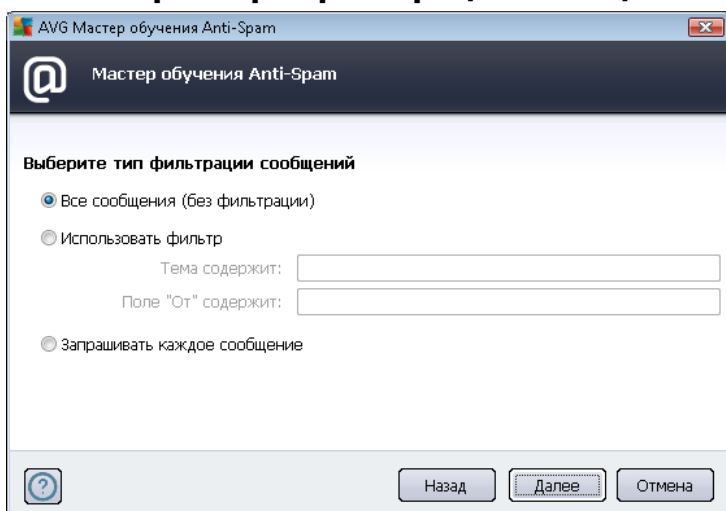 AVG Мастер обучения Anti-Spam
Мастер обучения Anti-Spam
Выберите тип фильтрации сообщений
Все сообщения (без фильтрации)
Использовать фильтр
Тема содержит:
Поле "От" содержит:
Запрашивать каждое сообщение
Назад
Далее
Отмена